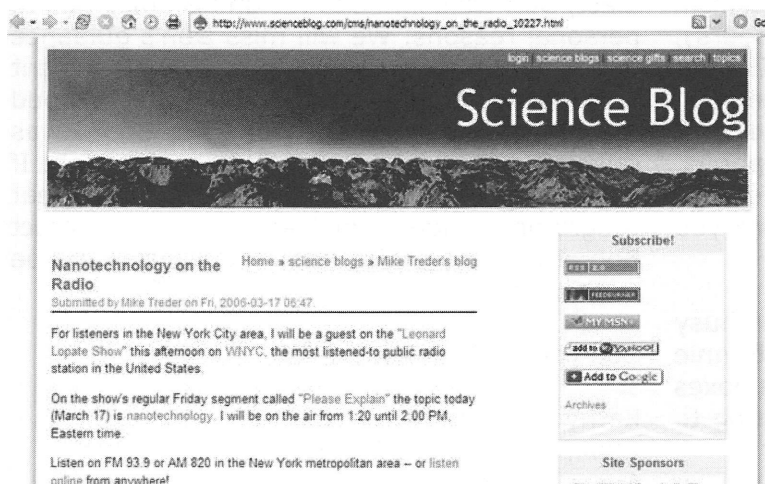 http://www.scienceblog.com/cms/nanotechnology_on_the_radio_10227.html
Go
login | science blogs | science gifts | search | topics |
Science Blog
Nanotechnology on the
Radio
Home » science blogs » Mike Treder's blog
Submitted by Mike Treder on Fri, 2006-03-17 06:47.
For listeners in the New York City area, I will be a guest on the "Leonard
Lopate Show" this afternoon on WNYC, the most listened-to public radio
station in the United States.
On the show's regular Friday segment called "Please Explain" the topic today
(March 17) is nanotechnology. I will be on the air from 1:20 until 2:00 PM,
Eastern time.
Listen on FM 93.9 or AM 820 in the New York metropolitan area -- or listen
online from anywhere!
Subscribe!
RSS 2.0
FEEDBURNER
MY MSN
add to YAHOO!
Add to Google
Archives
Site Sponsors